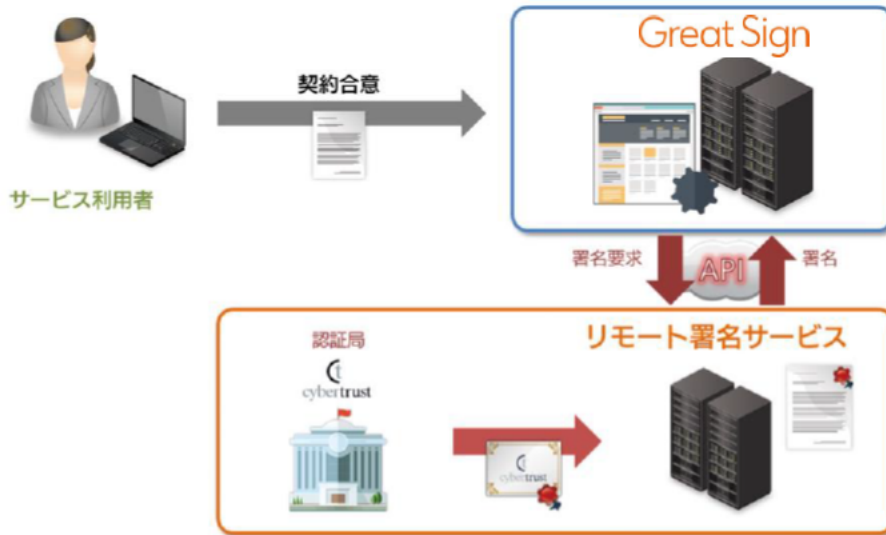 Great Sign
契約合意
サービス利用者
署名要求
API
署名
リモート署名サービス
認証局
cybertrust
cybertrust